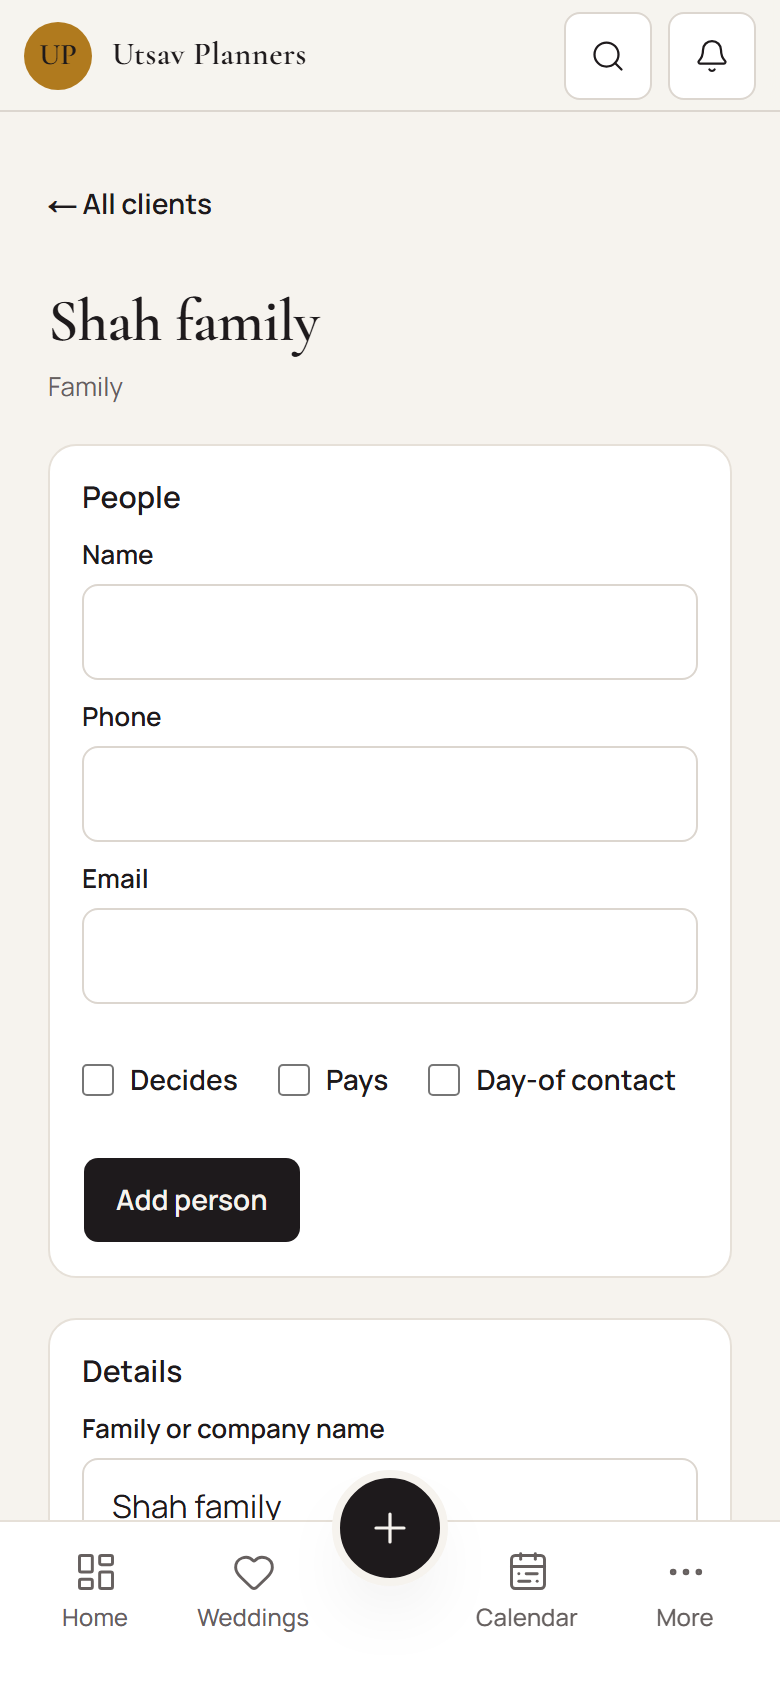 UP Utsav Planners
← All clients
Shah family
Family
People
Name
Phone
Email
Decides Pays Day-of contact
Add person
Details
Family or company name
Shah family
Home Weddings Calendar More